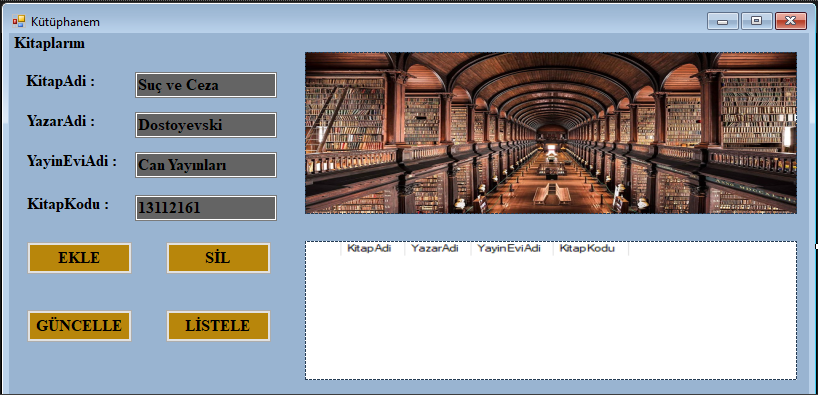 Kütüphanem
Kitaplarım
KitapAdi :
Suç ve Ceza
YazarAdi :
Dostoyevski
YayinEviAdi :
Can Yayınları
KitapKodu :
13112161
EKLE
SİL
GÜNCELLE
LİSTELE
KitapAdi YazarAdi YayinEviAdi KitapKodu